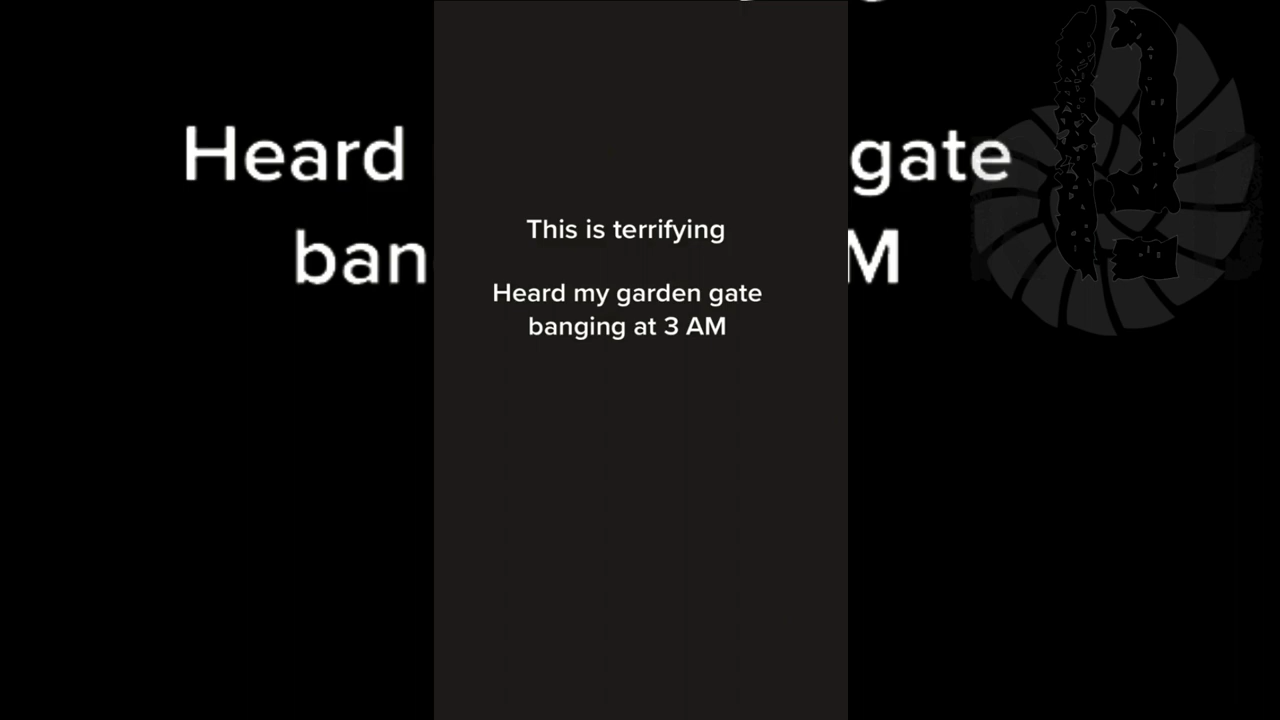 This is terrifying
Heard my garden gate
banging at 3 AM
Heard gate
ban M